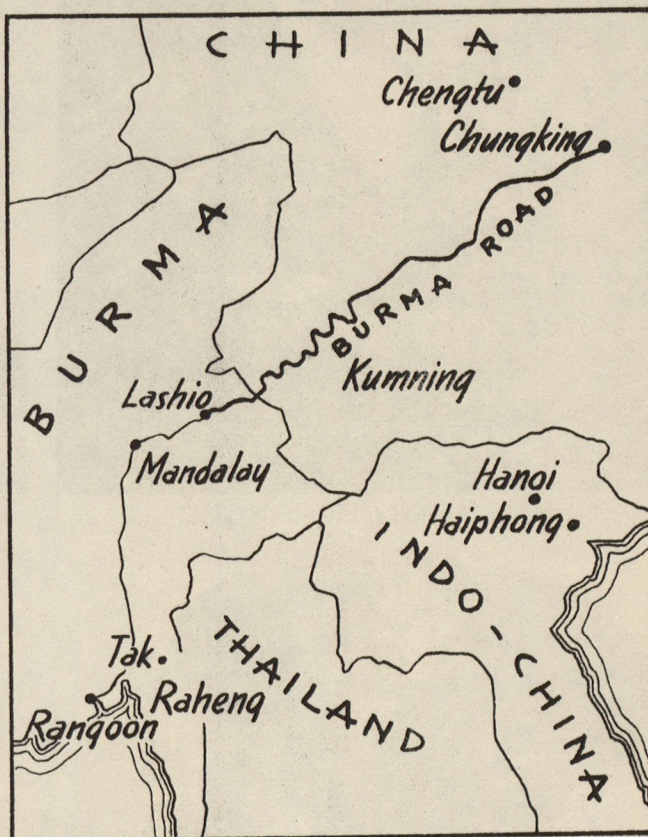 CHINA
Chengtu
Chungking
BURMA ROAD
BURMA
Kumning
Lashio
Mandalay
Hanoi
Haiphong
INDO-CHINA
Tak.
Raheng
THAILAND
Rangoon